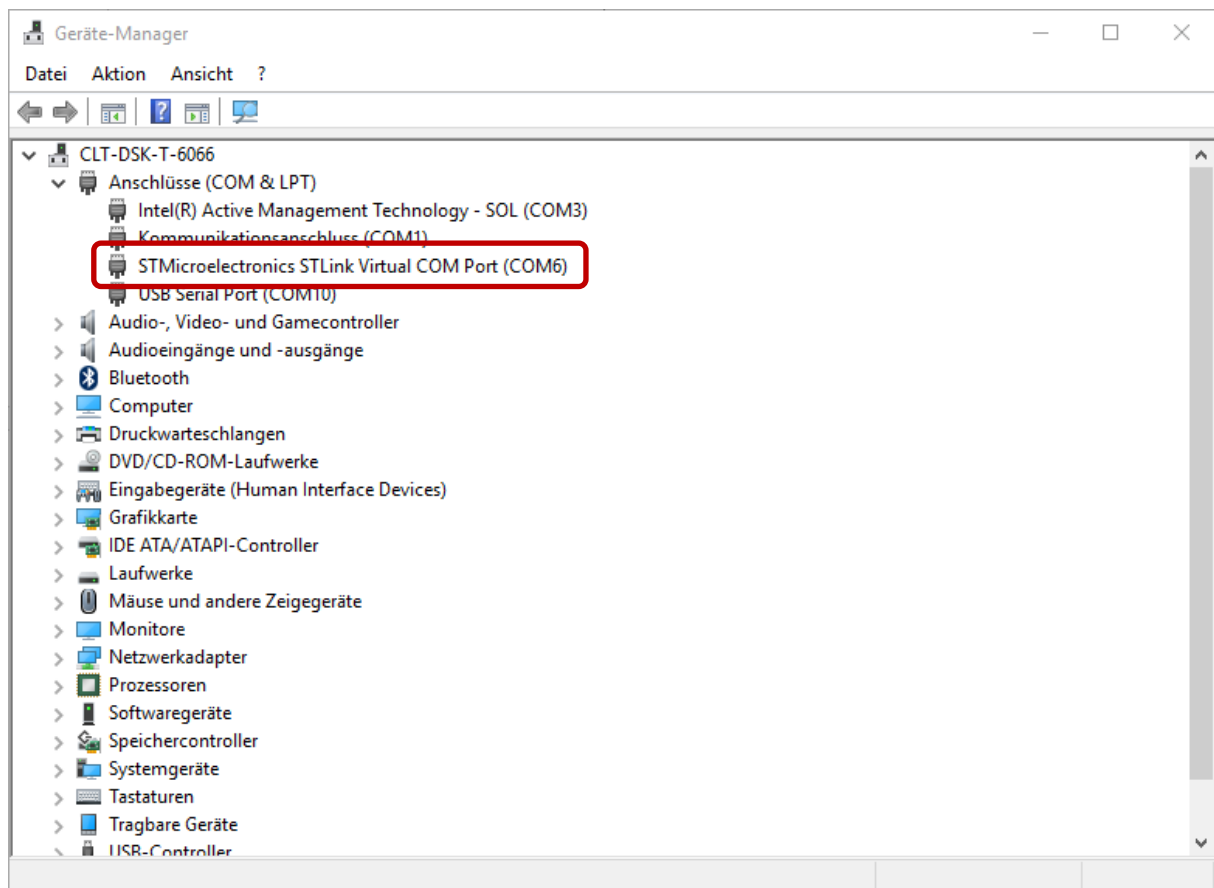 Geräte-Manager
Datei Aktion Ansicht ?
CLT-DSK-T-6066
Anschlüsse (COM & LPT)
Intel(R) Active Management Technology - SOL (COM3)
Kommunikationsanschluss (COM1)
STMicroelectronics STLink Virtual COM Port (COM6)
USB Serial Port (COM10)
Audio-, Video- und Gamecontroller
Audioeingänge und -ausgänge
Bluetooth
Computer
Druckwarteschlangen
DVD/CD-ROM-Laufwerke
Eingabegeräte (Human Interface Devices)
Grafikkarte
IDE ATA/ATAPI-Controller
Laufwerke
Mäuse und andere Zeigegeräte
Monitore
Netzwerkadapter
Prozessoren
Softwaregeräte
Speichercontroller
Systemgeräte
Tastaturen
Tragbare Geräte
USB-Controller